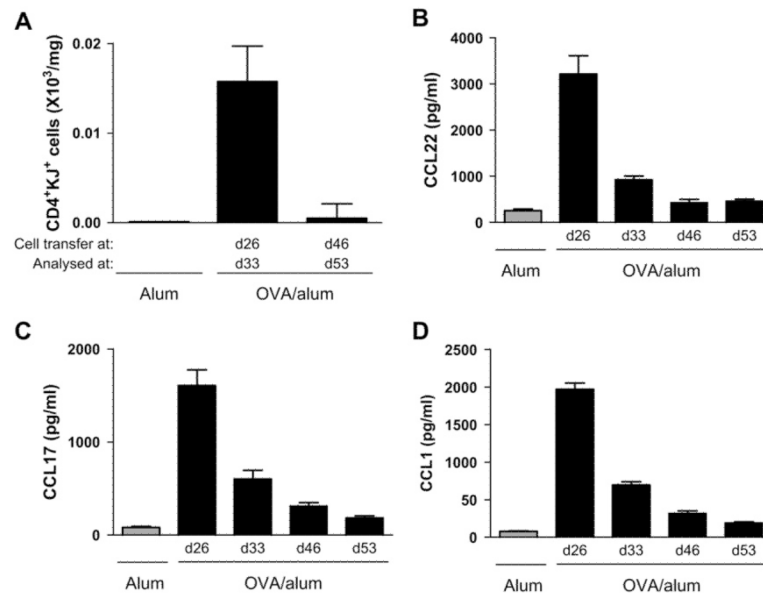 A
CD4+KJ+ cells (X10³/mg)
0.02
0.01
0.00
Cell transfer at: d26 d46
Analysed at: d33 d53
Alum OVA/alum
B
CCL22 (pg/ml)
4000
3000
2000
1000
0
d26 d33 d46 d53
Alum OVA/alum
C
CCL17 (pg/ml)
2000
1000
0
d26 d33 d46 d53
Alum OVA/alum
D
CCL1 (pg/ml)
2500
2000
1500
1000
50
0
d26 d33 d46 d53
Alum OVA/alum